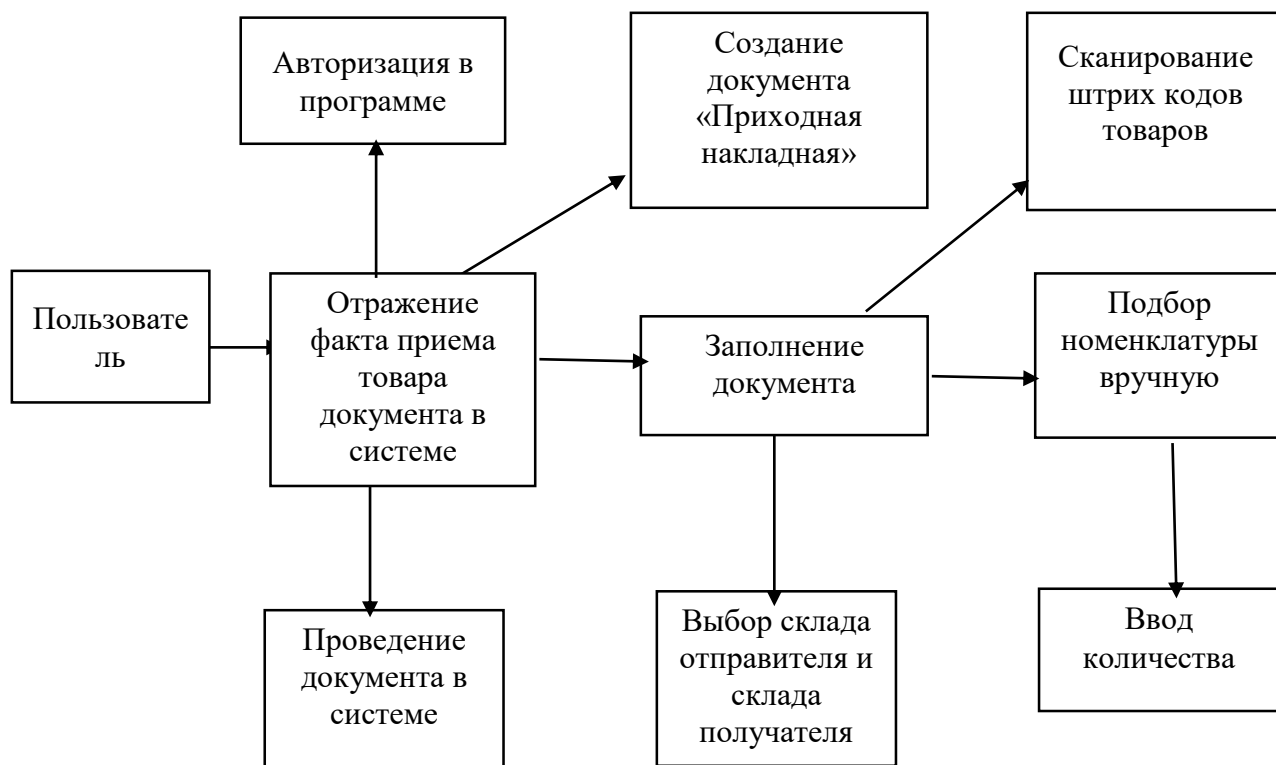 Авторизация в
программе
Создание
документа
«Приходная
накладная»
Сканирование
штрих кодов
товаров
Пользовате
ль
Отражение
факта приема
товара
документа в
системе
Заполнение
документа
Подбор
номенклатуры
вручную
Проведение
документа в
системе
Выбор склада
отправителя и
склада
получателя
Ввод
количества